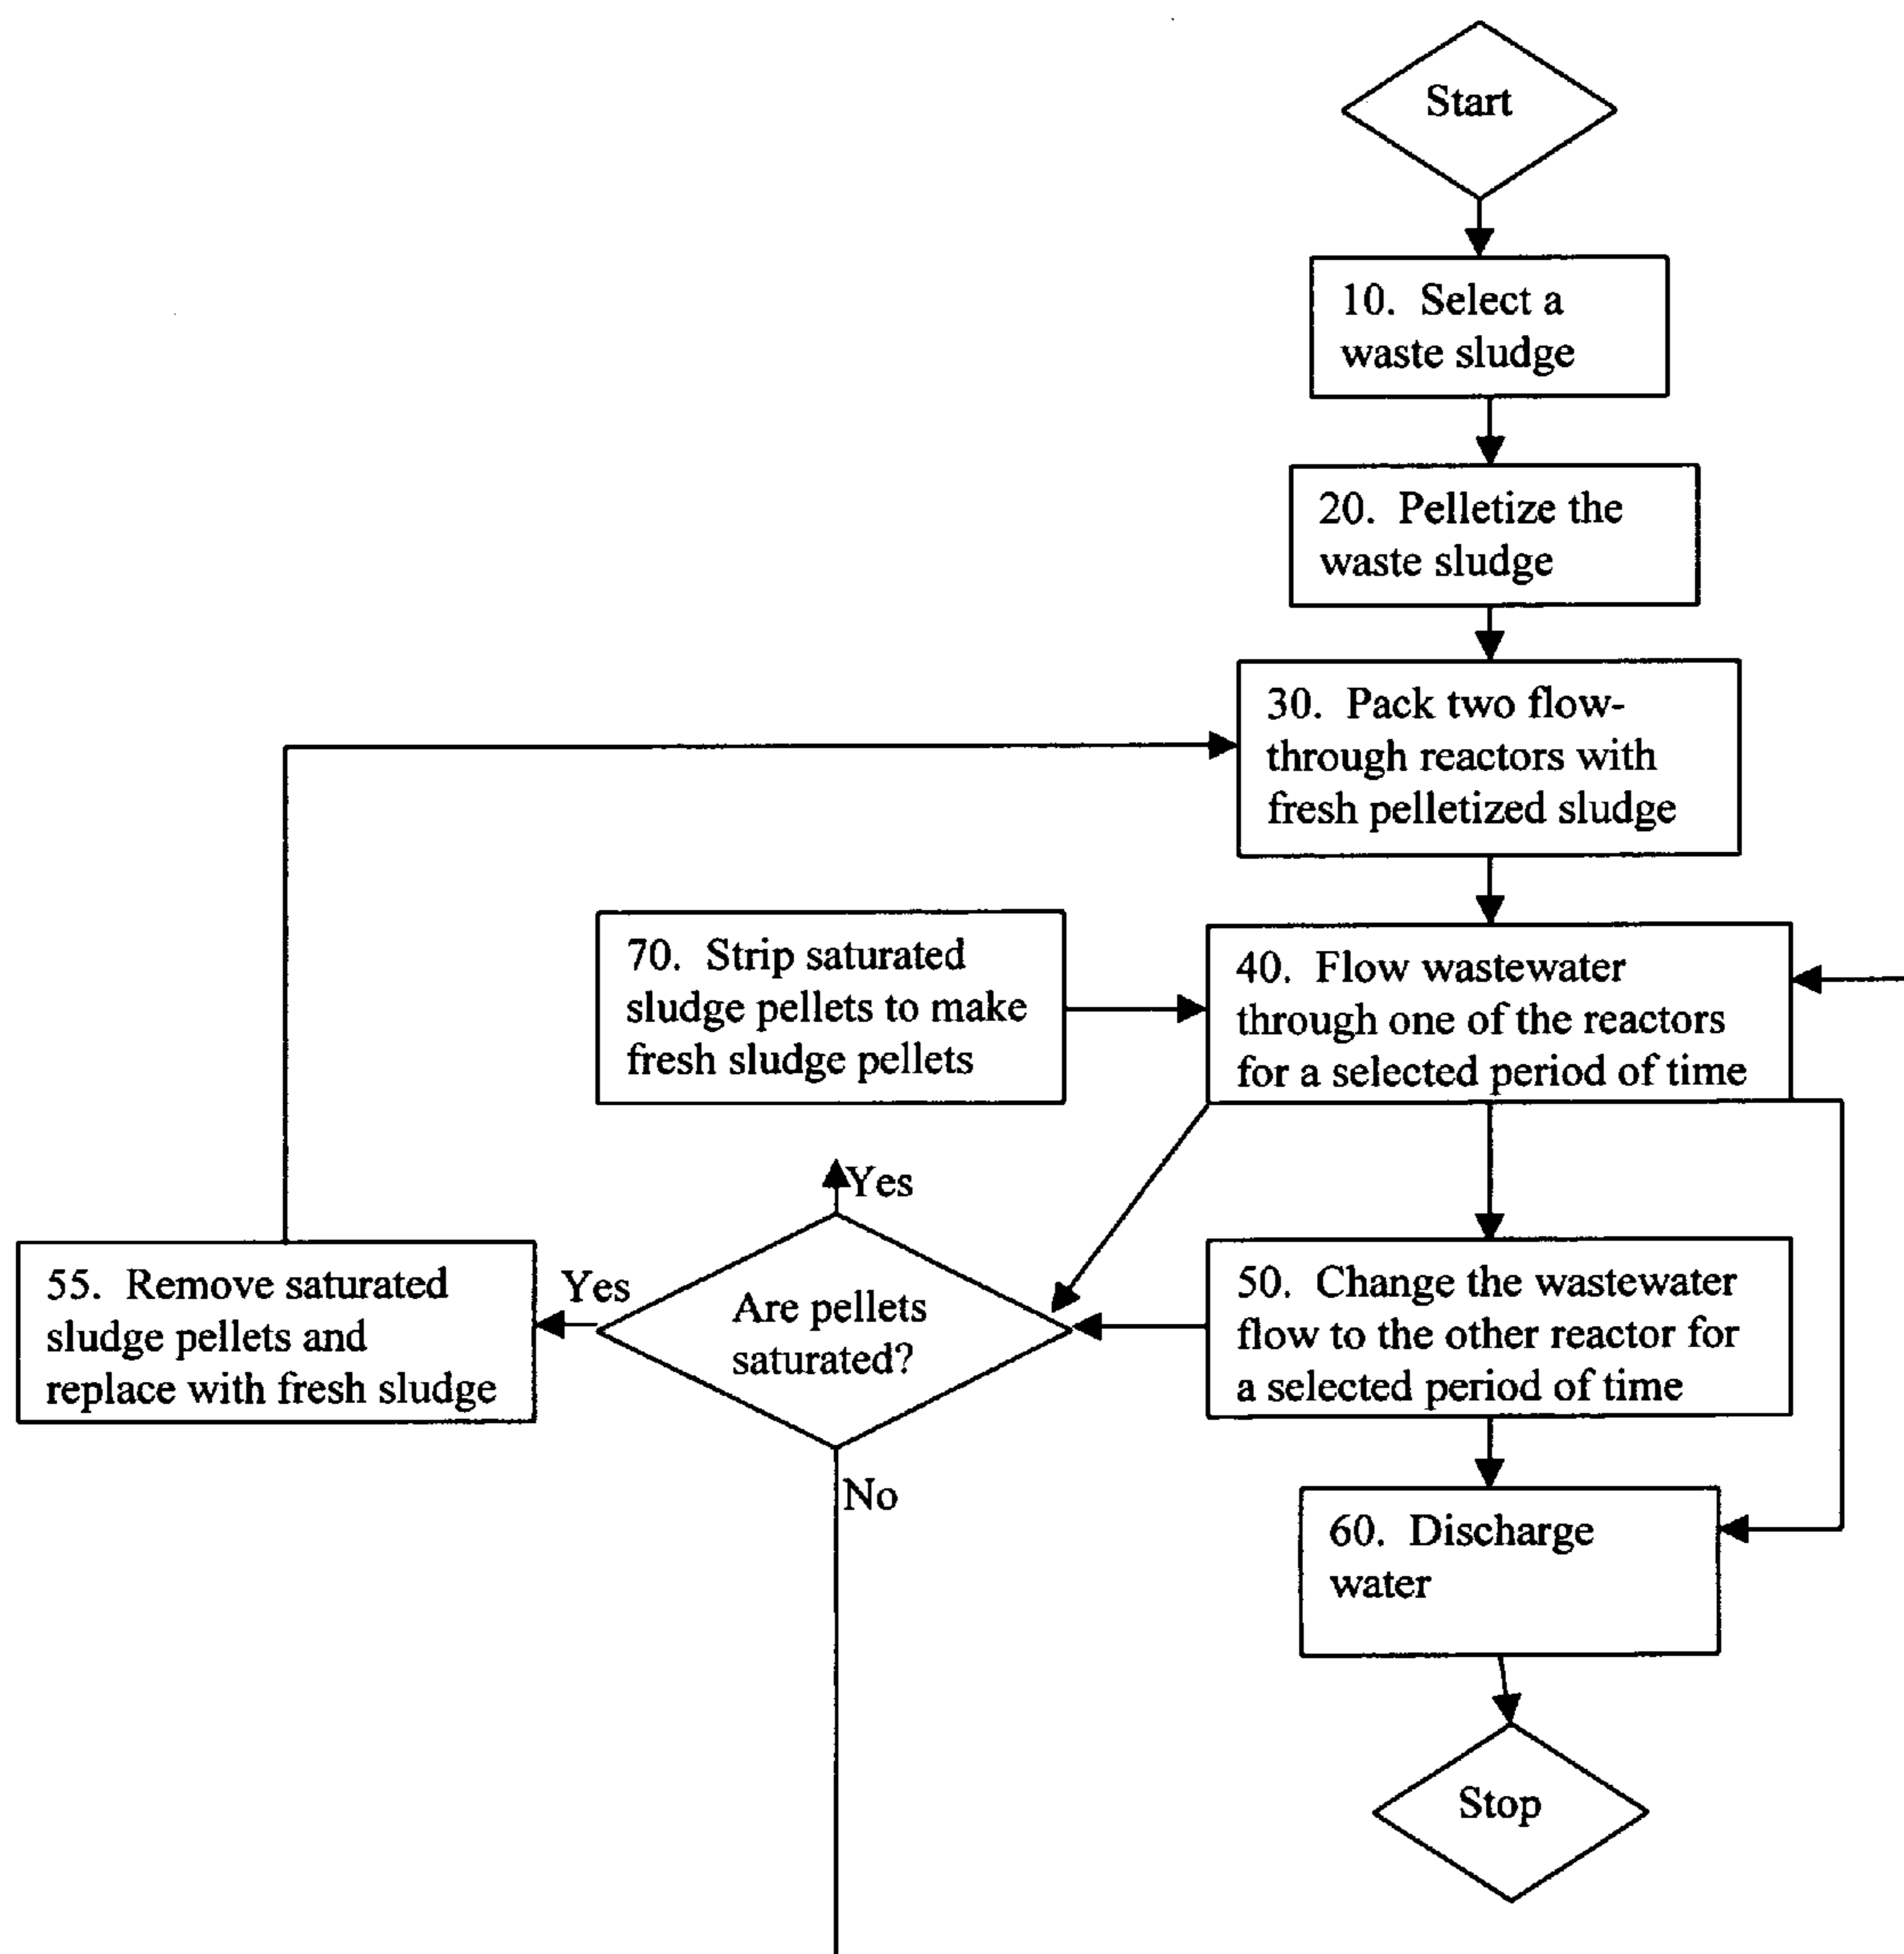 Start
10. Select a
waste sludge
20. Pelletize the
waste sludge
30. Pack two flow-
through reactors with
fresh pelletized sludge
70. Strip saturated
sludge pellets to make
fresh sludge pellets
40. Flow wastewater
through one of the reactors
for a selected period of time
Yes
55. Remove saturated
sludge pellets and
replace with fresh sludge
Yes
Are pellets
saturated?
50. Change the wastewater
flow to the other reactor for
a selected period of time
No
60. Discharge
water
Stop